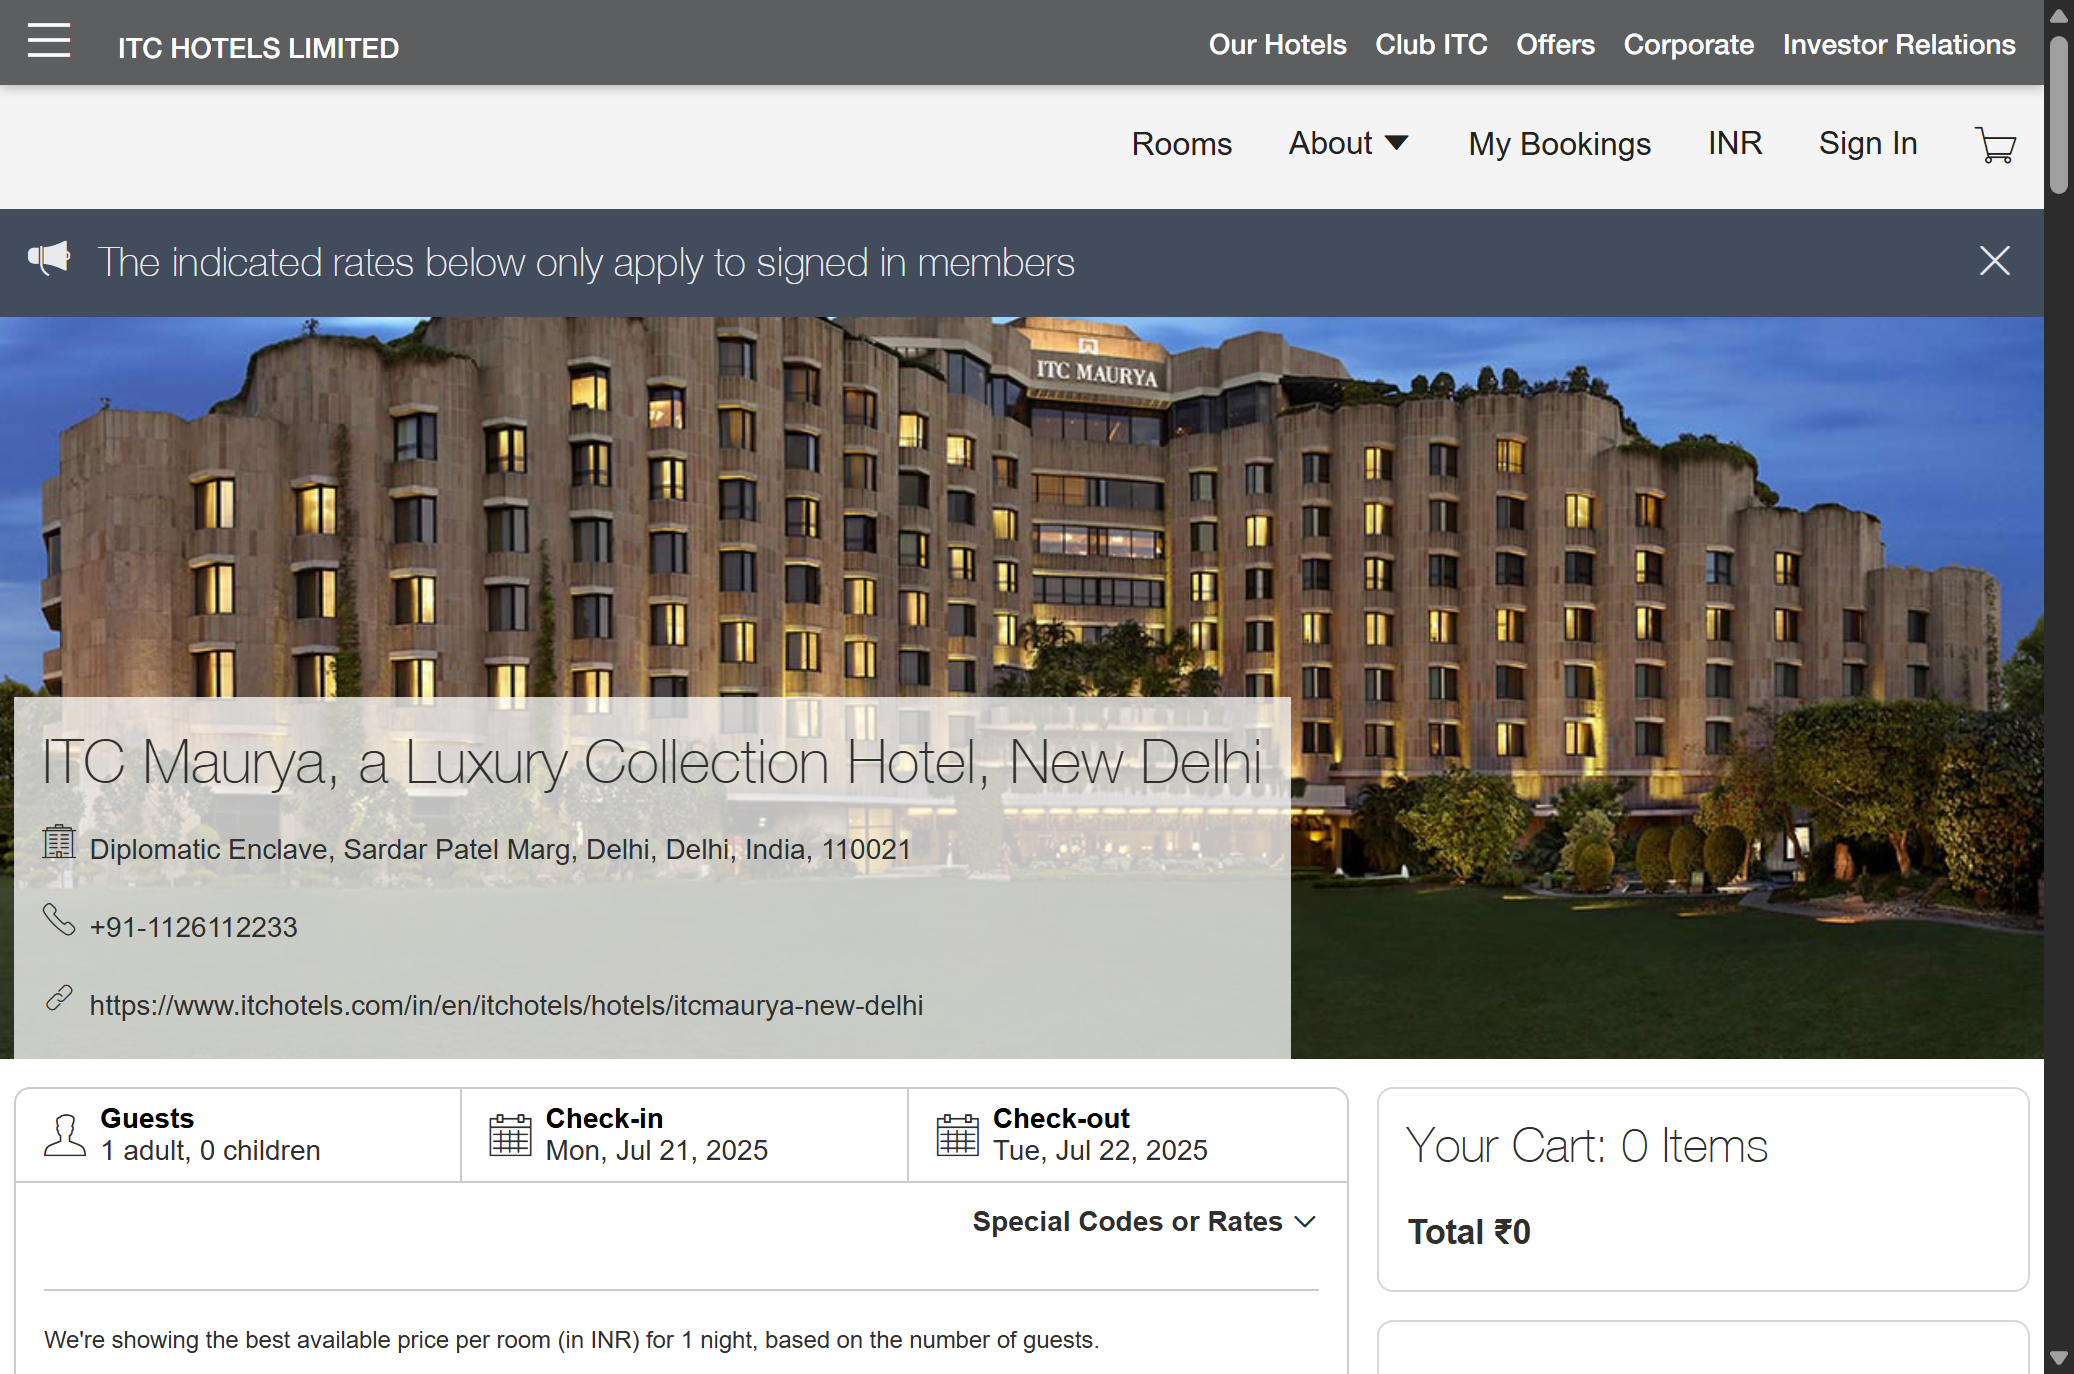 ITC HOTELS LIMITED
Our Hotels Club ITC Offers Corporate Investor Relations
Rooms About My Bookings INR Sign In
The indicated rates below only apply to signed in members
ITC MAURYA
ITC Maurya, a Luxury Collection Hotel, New Delhi
Diplomatic Enclave, Sardar Patel Marg, Delhi, Delhi, India, 110021
+91-1126112233
https://www.itchotels.com/in/en/itchotels/hotels/itcmaurya-new-delhi
Guests
1 adult, 0 children
Check-in
Mon, Jul 21, 2025
Check-out
Tue, Jul 22, 2025
Special Codes or Rates
We're showing the best available price per room (in INR) for 1 night, based on the number of guests.
Your Cart: 0 Items
Total ₹0